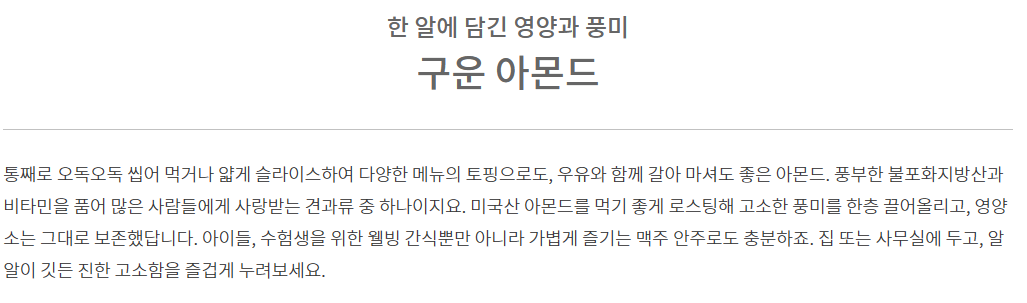 한 알에 담긴 영양과 풍미
구운 아몬드
통째로 오독오독 씹어 먹거나 얇게 슬라이스하여 다양한 메뉴의 토핑으로도, 우유와 함께 갈아 마셔도 좋은 아몬드. 풍부한 불포화지방산과
비타민을 품어 많은 사람들에게 사랑받는 견과류 중 하나이지요. 미국산 아몬드를 먹기 좋게 로스팅해 고소한 풍미를 한층 끌어올리고, 영양
소는 그대로 보존했답니다. 아이들, 수험생을 위한 웰빙 간식뿐만 아니라 가볍게 즐기는 맥주 안주로도 충분하죠. 집 또는 사무실에 두고, 알
알이 깃든 진한 고소함을 즐겁게 누려보세요.